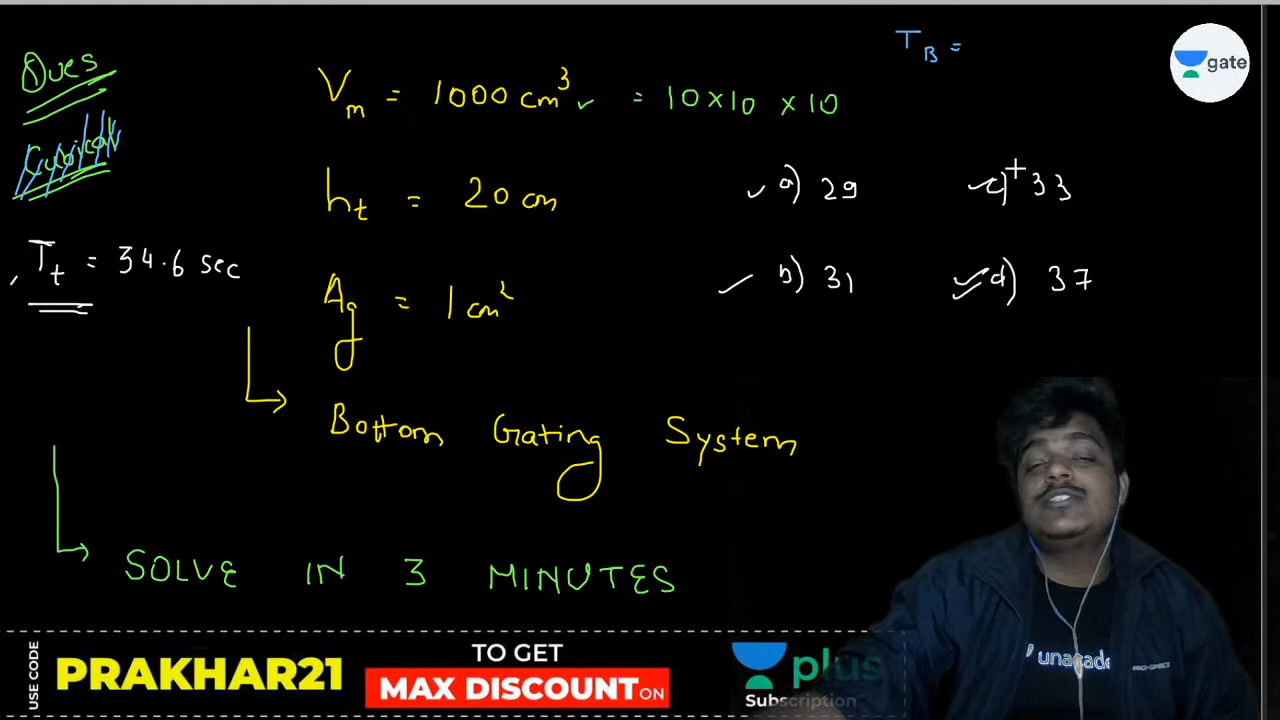 Ques
T_B =
gate
V_m = 1000 cm³ ✓ = 10×10 ×10
h_t = 20 cm
✓ a) 29
✓ c) +33
T_t = 34.6 sec
A_g = 1 cm²
✓ b) 31
✓ d) 37
Bottom Gating System
SOLVE IN 3 MINUTES
USE CODE
PRAKHAR21
TO GET
MAX DISCOUNT ON
plus
Subscription